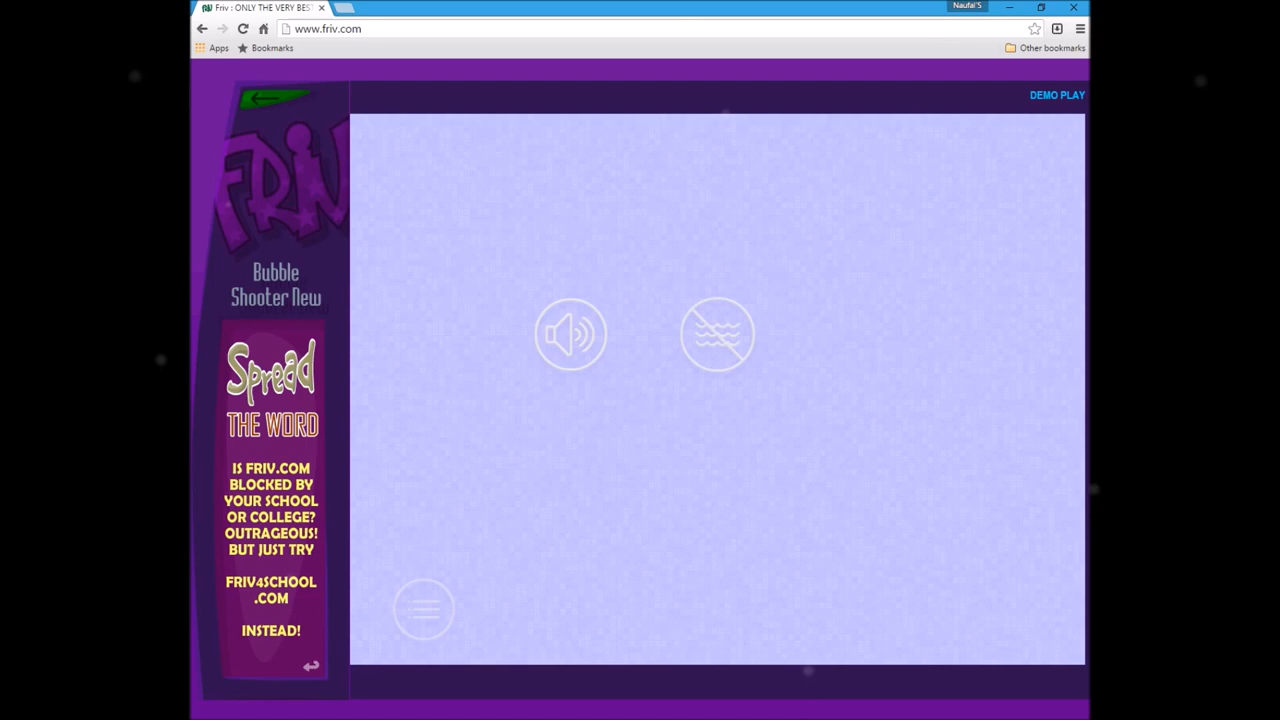 Friv : ONLY THE VERY BES
Naufal'S
www.friv.com
Apps
Bookmarks
Other bookmarks
DEMO PLAY
FRIV
Bubble
Shooter New
Spread
THE WORD
IS FRIV.COM
BLOCKED BY
YOUR SCHOOL
OR COLLEGE?
OUTRAGEOUS!
BUT JUST TRY
FRIV4SCHOOL
.COM
INSTEAD!